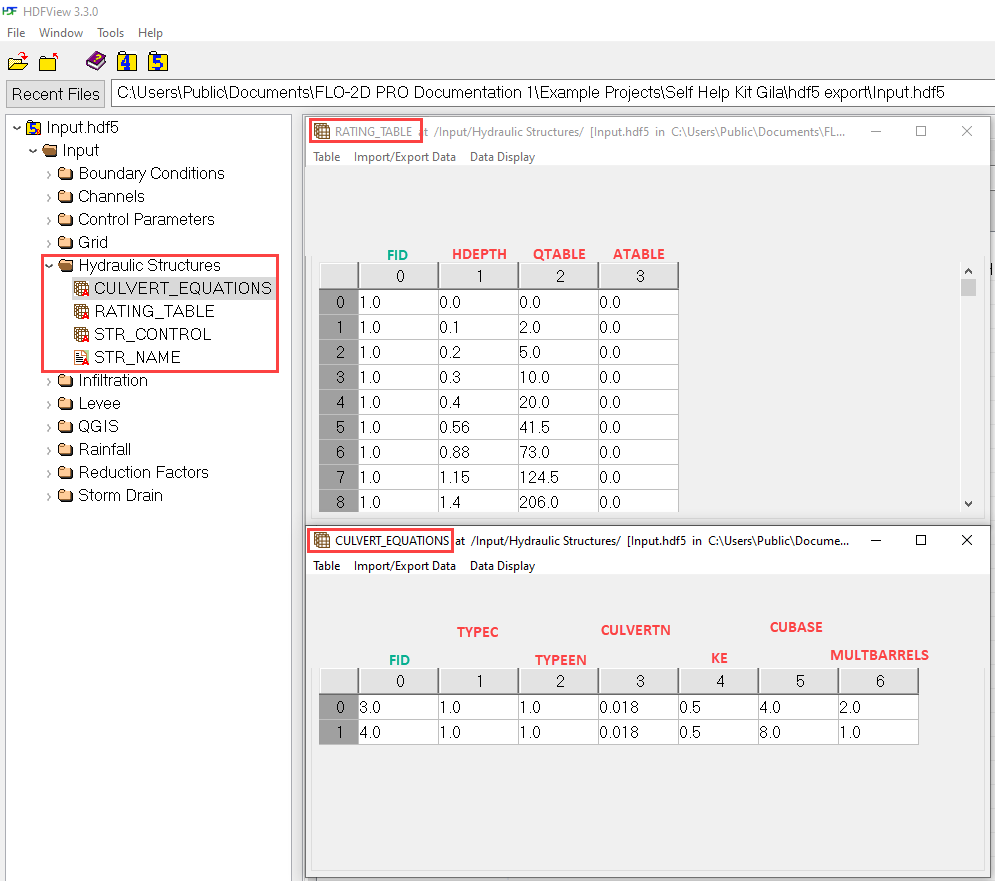 HDF HDFView 3.3.0
File Window Tools Help
4 5
Recent Files C:\Users\Public\Documents\FLO-2D PRO Documentation 1\Example Projects\Self Help Kit Gila\hdf5 export\Input.hdf5
5 Input.hdf5
Input
Boundary Conditions
Channels
Control Parameters
Grid
Hydraulic Structures
CULVERT_EQUATIONS
RATING_TABLE
STR_CONTROL
STR_NAME
Infiltration
Levee
QGIS
Rainfall
Reduction Factors
Storm Drain
RATING_TABLE at /Input/Hydraulic Structures/ [Input.hdf5 in C:\Users\Public\Documents\FL...
Table Import/Export Data Data Display
FID HDEPTH QTABLE ATABLE
0 1 2 3
0 1.0 0.0 0.0 0.0
1 1.0 0.1 2.0 0.0
2 1.0 0.2 5.0 0.0
3 1.0 0.3 10.0 0.0
4 1.0 0.4 20.0 0.0
5 1.0 0.56 41.5 0.0
6 1.0 0.88 73.0 0.0
7 1.0 1.15 124.5 0.0
8 1.0 1.4 206.0 0.0
CULVERT_EQUATIONS at /Input/Hydraulic Structures/ [Input.hdf5 in C:\Users\Public\Docume...
Table Import/Export Data Data Display
TYPEC CULVERTN CUBASE
FID TYPEEN KE MULTBARRELS
0 1 2 3 4 5 6
0 3.0 1.0 1.0 0.018 0.5 4.0 2.0
1 4.0 1.0 1.0 0.018 0.5 8.0 1.0